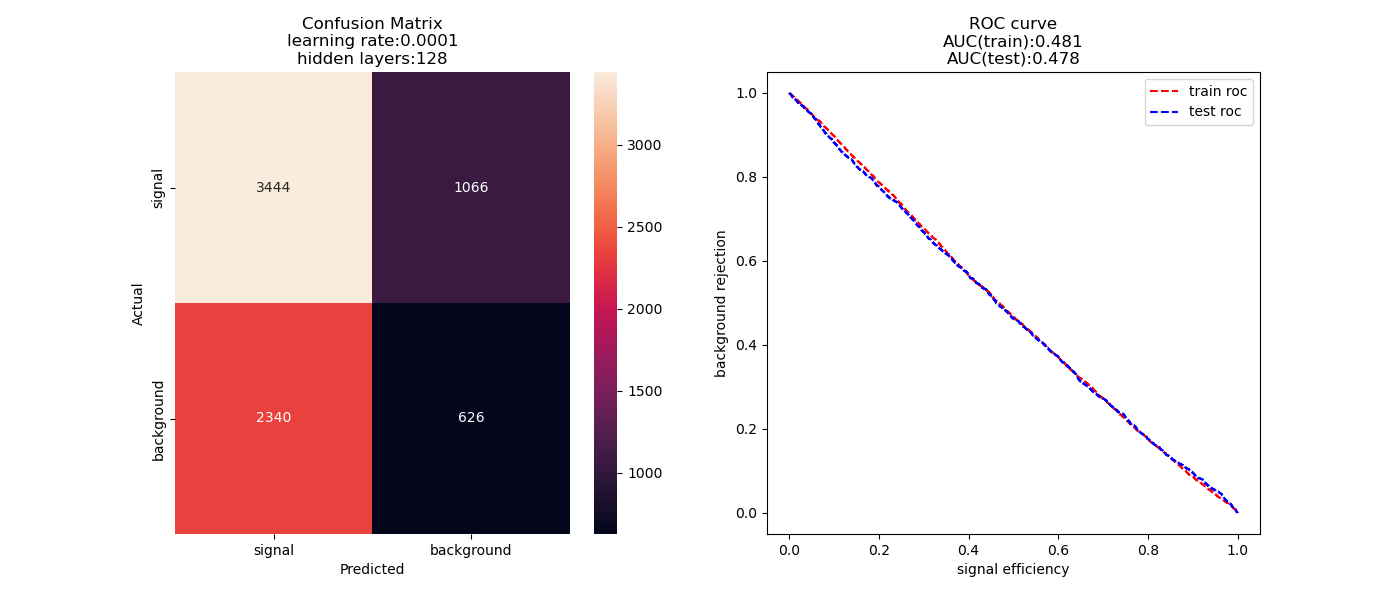 Confusion Matrix
learning rate:0.0001
hidden layers:128
signal
background
Actual
3444
1066
2340
626
signal
background
Predicted
3000
2500
2000
1500
1000
ROC curve
AUC(train):0.481
AUC(test):0.478
train roc
test roc
background rejection
1.0
0.8
0.6
0.4
0.2
0.0
0.0
0.2
0.4
0.6
0.8
1.0
signal efficiency